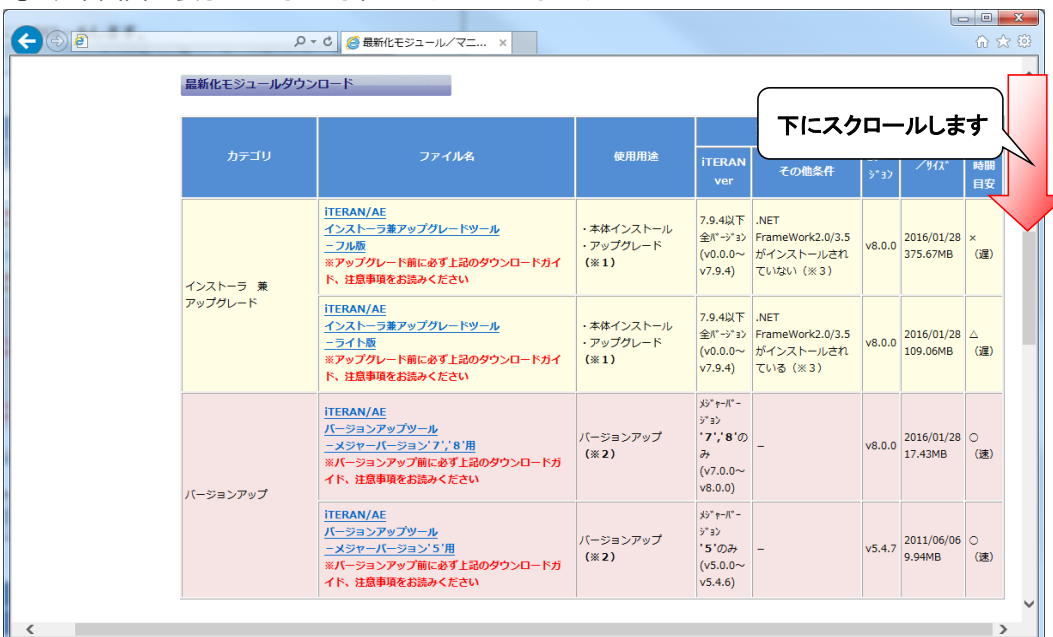 最新化モジュール/マニ... ×
最新化モジュールダウンロード
下にスクロールします
カテゴリ
ファイル名
使用用途
iTERAN
ver
その他条件
ｼﾞｮﾝ
／ｻｲｽﾞ
時間
目安
インストーラ 兼
アップグレード
iTERAN/AE
インストーラ兼アップグレードツール
－フル版
※アップグレード前に必ず上記のダウンロードガイ
ド、注意事項をお読みください
・本体インストール
・アップグレード
（※１）
7.9.4以下
全ﾊﾞｰｼﾞｮﾝ
(v0.0.0～
v7.9.4)
.NET
FrameWork2.0/3.5
がインストールされ
ていない（※３）
v8.0.0
2016/01/28
375.67MB
×
（遅）
iTERAN/AE
インストーラ兼アップグレードツール
－ライト版
※アップグレード前に必ず上記のダウンロードガイ
ド、注意事項をお読みください
・本体インストール
・アップグレード
（※１）
7.9.4以下
全ﾊﾞｰｼﾞｮﾝ
(v0.0.0～
v7.9.4)
.NET
FrameWork2.0/3.5
がインストールされ
ている（※３）
v8.0.0
2016/01/28
109.06MB
△
（遅）
バージョンアップ
iTERAN/AE
バージョンアップツール
－メジャーバージョン'７','８'用
※バージョンアップ前に必ず上記のダウンロードガ
イド、注意事項をお読みください
バージョンアップ
（※２）
ﾒｼﾞｬｰﾊﾞｰ
ｼﾞｮﾝ
'７','８'の
み
(v7.0.0～
v8.0.0)
－
v8.0.0
2016/01/28
17.43MB
○
（速）
iTERAN/AE
バージョンアップツール
－メジャーバージョン'５'用
※バージョンアップ前に必ず上記のダウンロードガ
イド、注意事項をお読みください
バージョンアップ
（※２）
ﾒｼﾞｬｰﾊﾞｰ
ｼﾞｮﾝ
'５'のみ
(v5.0.0～
v5.4.6)
－
v5.4.7
2011/06/06
9.94MB
○
（速）